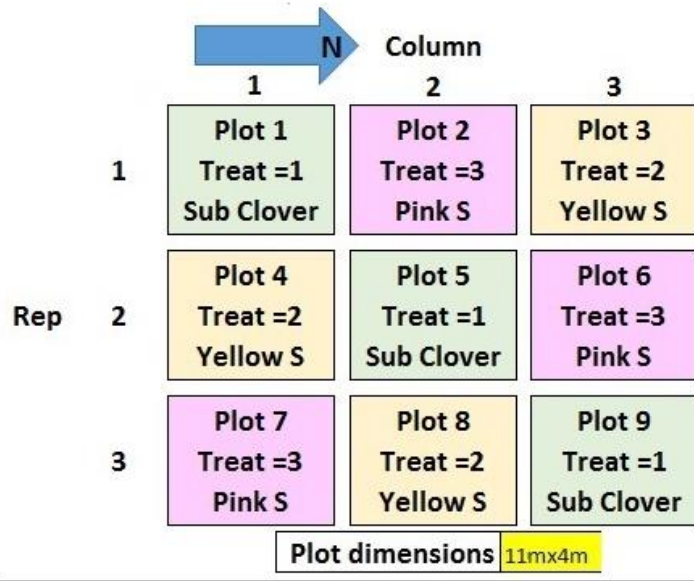 N Column
1 2 3
Plot 1 Plot 2 Plot 3
1 Treat =1 Treat =3 Treat =2
Sub Clover Pink S Yellow S
Plot 4 Plot 5 Plot 6
Rep 2 Treat =2 Treat =1 Treat =3
Yellow S Sub Clover Pink S
Plot 7 Plot 8 Plot 9
3 Treat =3 Treat =2 Treat =1
Pink S Yellow S Sub Clover
Plot dimensions 11mx4m